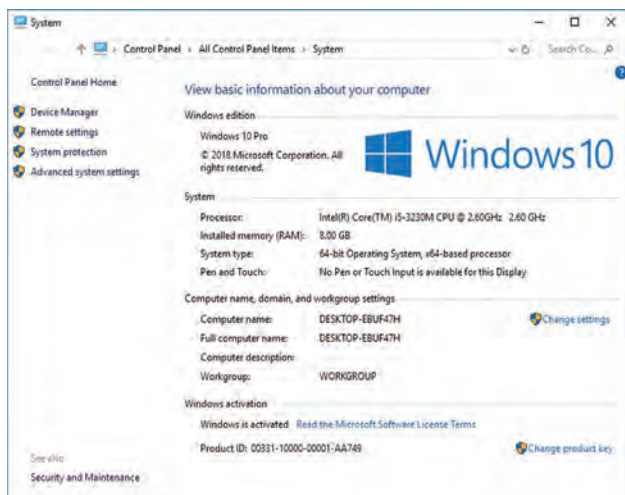 System
Control Panel › All Control Panel Items › System
Search Co...
Control Panel Home
Device Manager
Remote settings
System protection
Advanced system settings
View basic information about your computer
Windows edition
Windows 10 Pro
© 2018 Microsoft Corporation. All
rights reserved.
Windows 10
System
Processor: Intel(R) Core(TM) i5-3230M CPU @ 2.60GHz 2.60 GHz
Installed memory (RAM): 8.00 GB
System type: 64-bit Operating System, x64-based processor
Pen and Touch: No Pen or Touch Input is available for this Display
Computer name, domain, and workgroup settings
Computer name: DESKTOP-EBUF47H
Change settings
Full computer name: DESKTOP-EBUF47H
Computer description:
Workgroup: WORKGROUP
Windows activation
Windows is activated Read the Microsoft Software License Terms
Product ID: 00331-10000-00001-AA749
Change product key
See also
Security and Maintenance